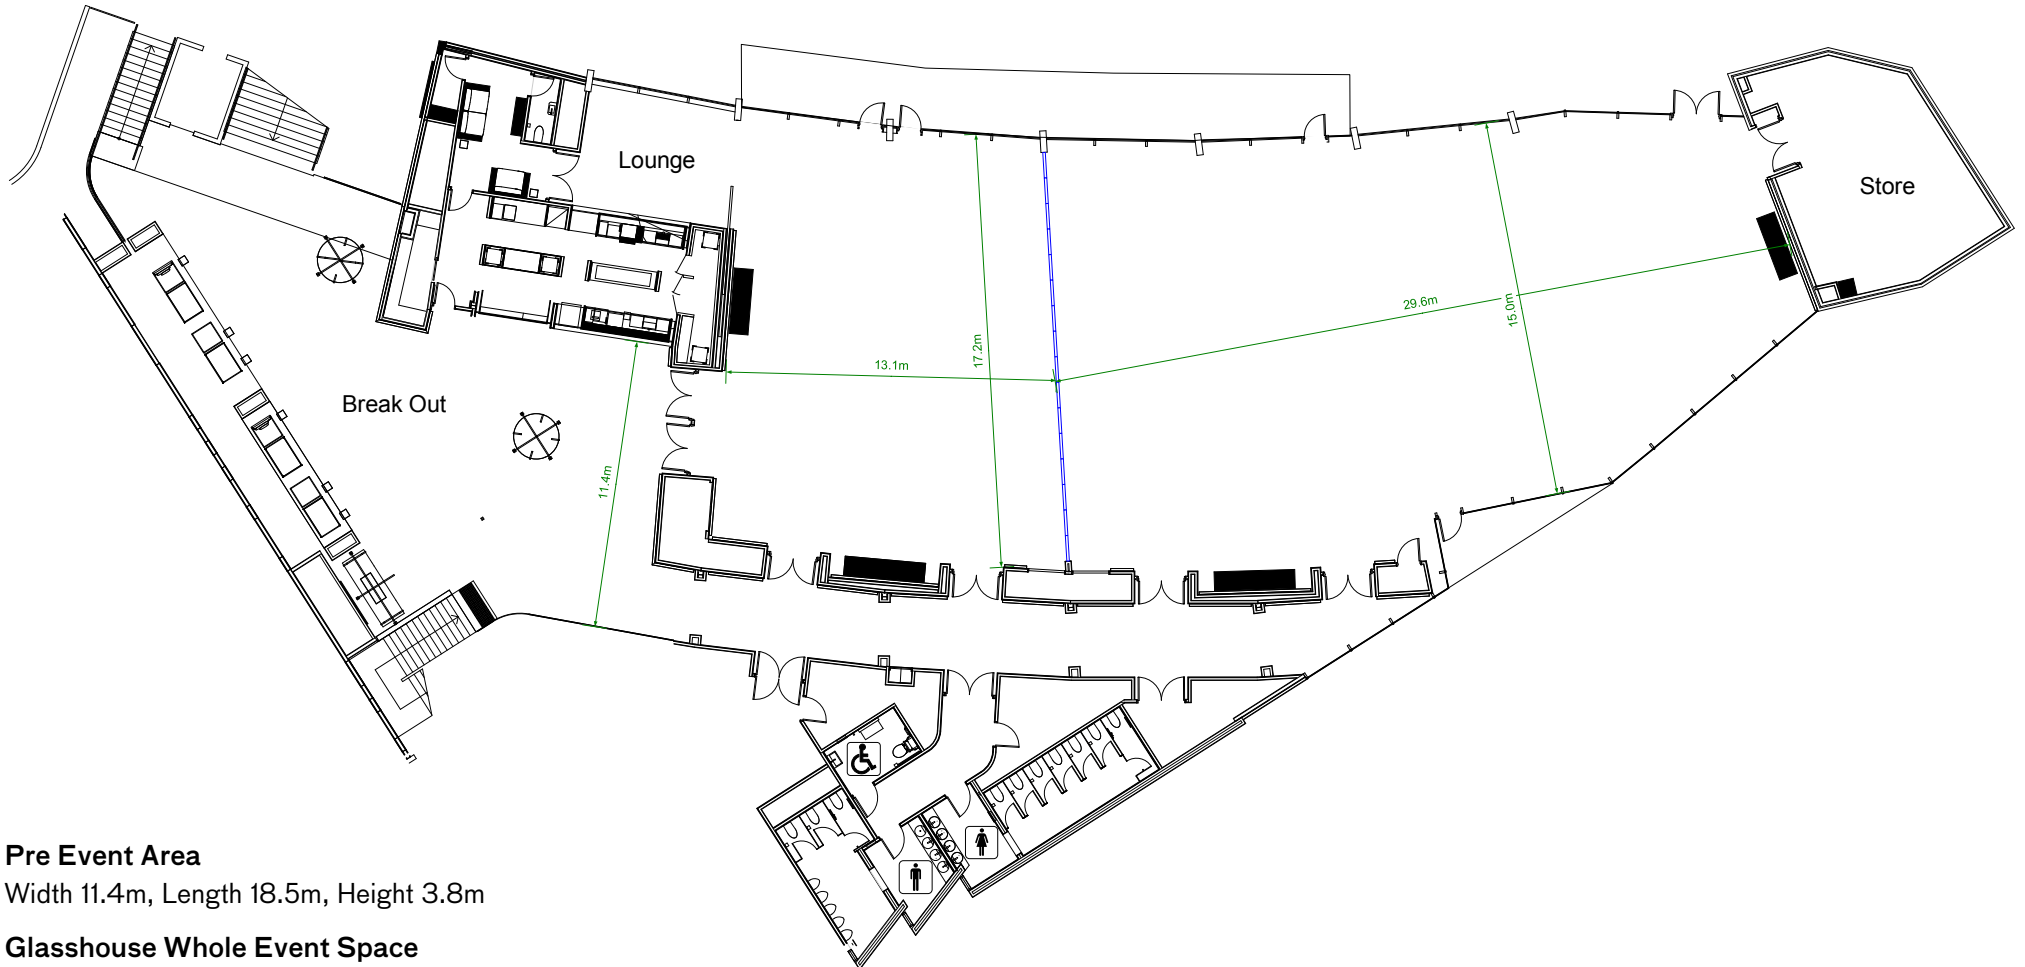 Lounge
Store
29.6m
15.0m
17.2m
13.1m
Break Out
11.4m
Pre Event Area
Width 11.4m, Length 18.5m, Height 3.8m
Glasshouse Whole Event Space